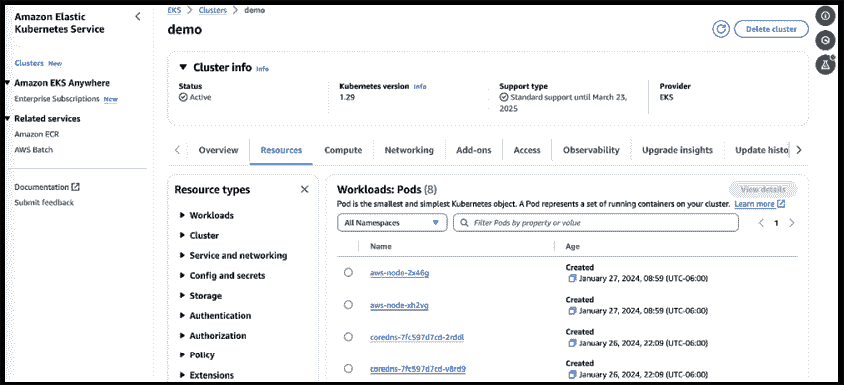 Amazon Elastic
Kubernetes Service
Clusters New
Amazon EKS Anywhere
Enterprise Subscriptions New
Related services
Amazon ECR
AWS Batch
Documentation
Submit feedback
EKS > Clusters > demo
demo
Delete cluster
Cluster info Info
Status
Active
Kubernetes version Info
1.29
Support type
Standard support until March 23,
2025
Provider
EKS
Overview
Resources
Compute
Networking
Add-ons
Access
Observability
Upgrade insights
Update histo
Resource types
Workloads
Cluster
Service and networking
Config and secrets
Storage
Authentication
Authorization
Policy
Extensions
Workloads: Pods (8)
View details
Pod is the smallest and simplest Kubernetes object. A Pod represents a set of running containers on your cluster. Learn more
All Namespaces
Filter Pods by property or value
1
Name
Age
aws-node-2x46g
Created
January 27, 2024, 08:59 (UTC-06:00)
aws-node-xh2vg
Created
January 27, 2024, 08:59 (UTC-06:00)
coredns-7fc597d7cd-2rddl
Created
January 26, 2024, 22:09 (UTC-06:00)
coredns-7fc597d7cd-v8rd9
Created
January 26, 2024, 22:09 (UTC-06:00)